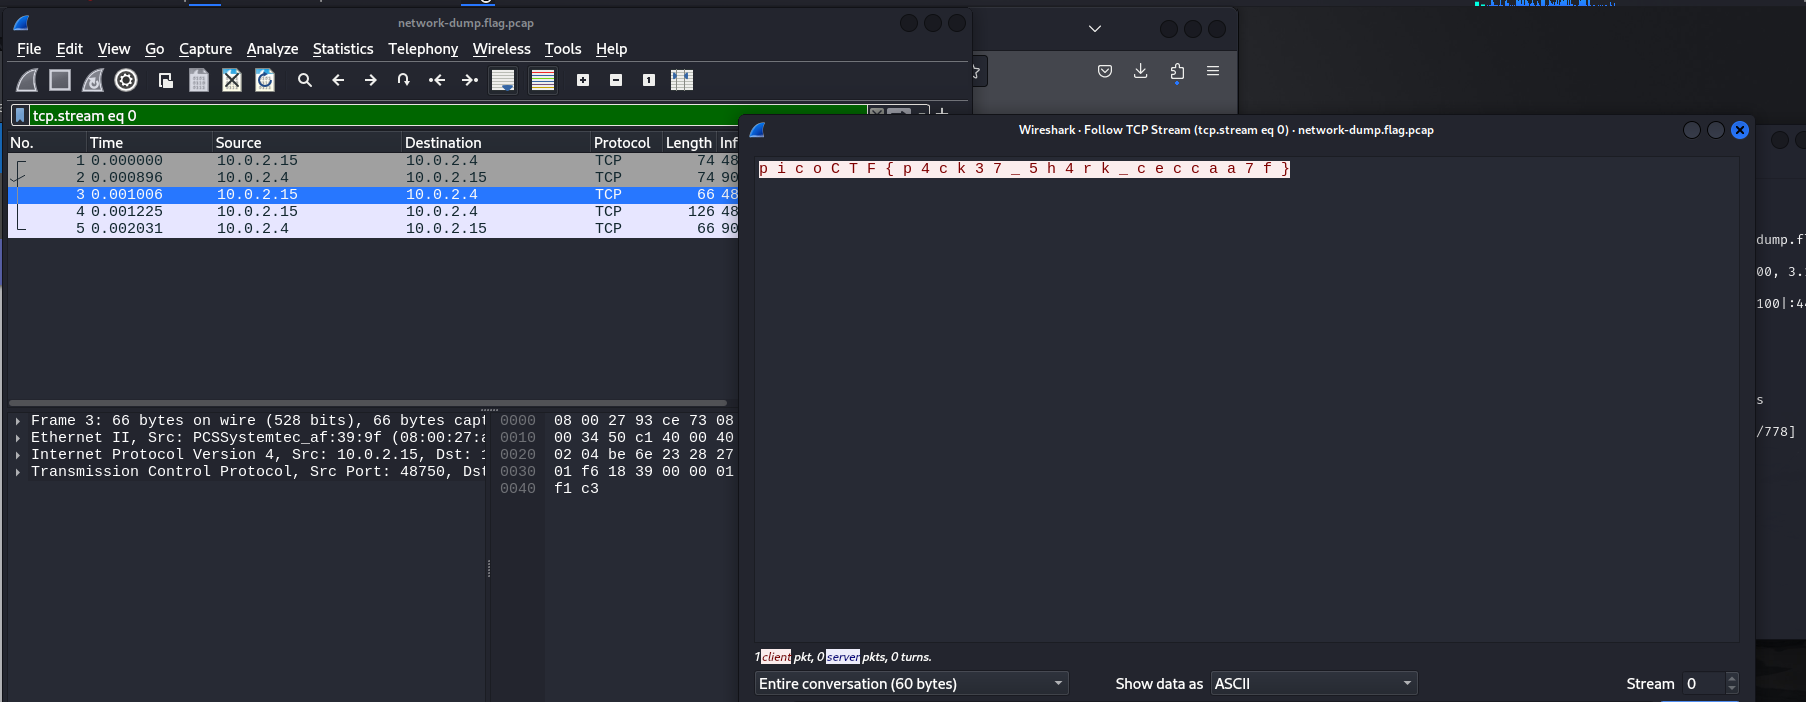 network-dump.flag.pcap
File Edit View Go Capture Analyze Statistics Telephony Wireless Tools Help
tcp.stream eq 0
No. Time Source Destination Protocol Length Inf
1 0.000000 10.0.2.15 10.0.2.4 TCP 74 48
2 0.000896 10.0.2.4 10.0.2.15 TCP 74 90
3 0.001006 10.0.2.15 10.0.2.4 TCP 66 48
4 0.001225 10.0.2.15 10.0.2.4 TCP 126 48
5 0.002031 10.0.2.4 10.0.2.15 TCP 66 90
Frame 3: 66 bytes on wire (528 bits), 66 bytes capt
Ethernet II, Src: PCSSystemtec_af:39:9f (08:00:27:a
Internet Protocol Version 4, Src: 10.0.2.15, Dst: 1
Transmission Control Protocol, Src Port: 48750, Dst
0000 08 00 27 93 ce 73 08
0010 00 34 50 c1 40 00 40
0020 02 04 be 6e 23 28 27
0030 01 f6 18 39 00 00 01
0040 f1 c3
Wireshark · Follow TCP Stream (tcp.stream eq 0) · network-dump.flag.pcap
p i c o C T F { p 4 c k 3 7 _ 5 h 4 r k _ c e c c a a 7 f }
1 client pkt, 0 server pkts, 0 turns.
Entire conversation (60 bytes) Show data as ASCII Stream 0
dump.f
00, 3.
100|:44
s
/778]